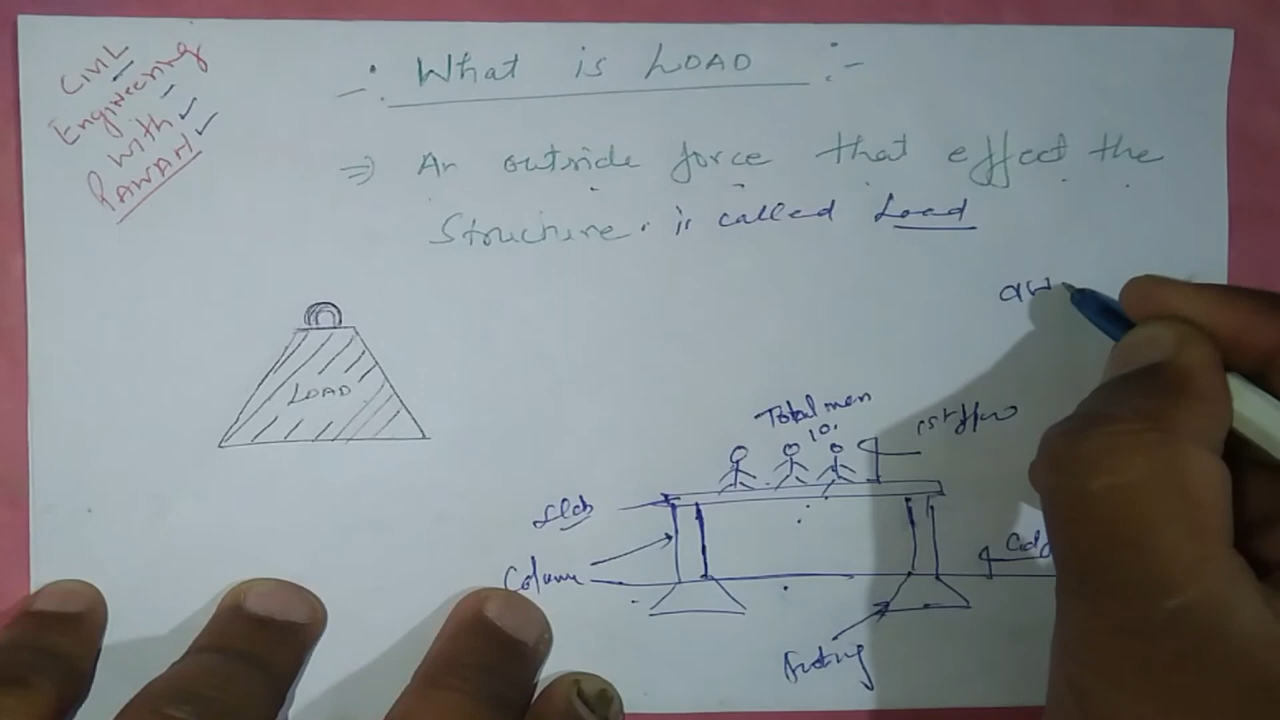 CIVIL
Engineering
with
PAWAN
What is LOAD
⇒ An outside force that effect the
Structure. is called Load
LOAD
Total men
10.
1st floor
Slab
Column
Footing